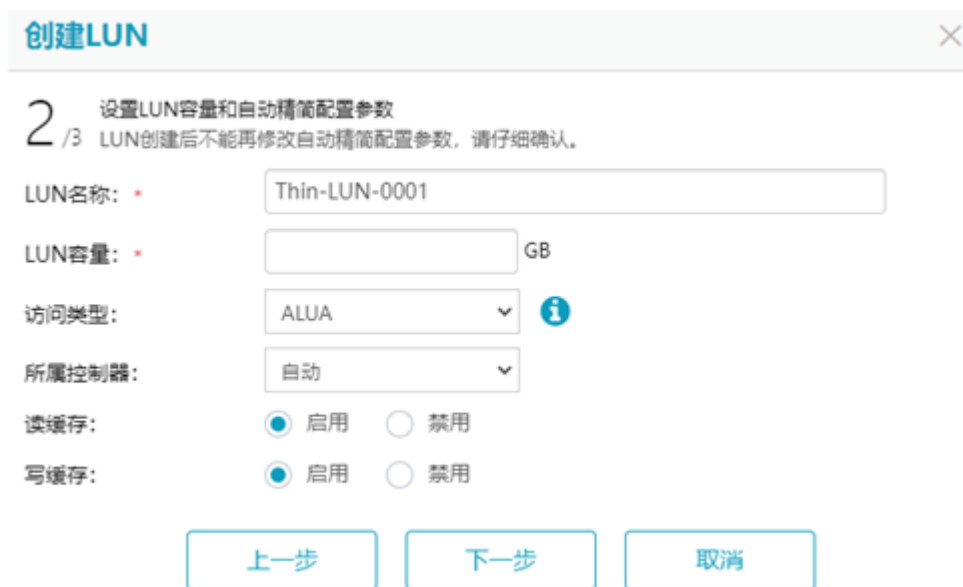 创建LUN
2/3 设置LUN容量和自动精简配置参数
LUN创建后不能再修改自动精简配置参数，请仔细确认。
LUN名称： * Thin-LUN-0001
LUN容量： * GB
访问类型： ALUA
所属控制器： 自动
读缓存： 启用 禁用
写缓存： 启用 禁用
上一步 下一步 取消